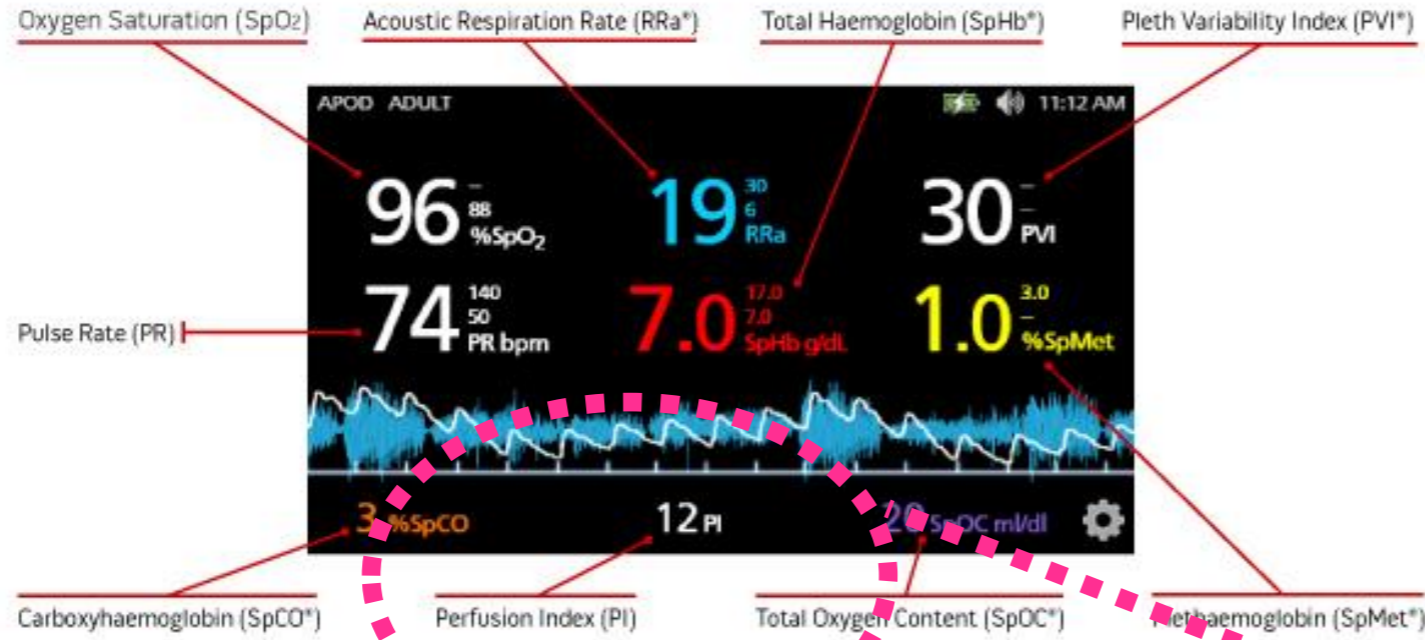 Oxygen Saturation (SpO2) Acoustic Respiration Rate (RRa*) Total Haemoglobin (SpHb*) Pleth Variability Index (PVI*)
APOD ADULT 11:12 AM
96 – 88 %SpO2 19 30 6 RRa 30 – – PVI
Pulse Rate (PR) 74 140 50 PR bpm 7.0 17.0 7.0 SpHb g/dL 1.0 3.0 – %SpMet
3 %SpCO 12 PI SpOC ml/dl
Carboxyhaemoglobin (SpCO*) Perfusion Index (PI) Total Oxygen Content (SpOC*) Methaemoglobin (SpMet*)